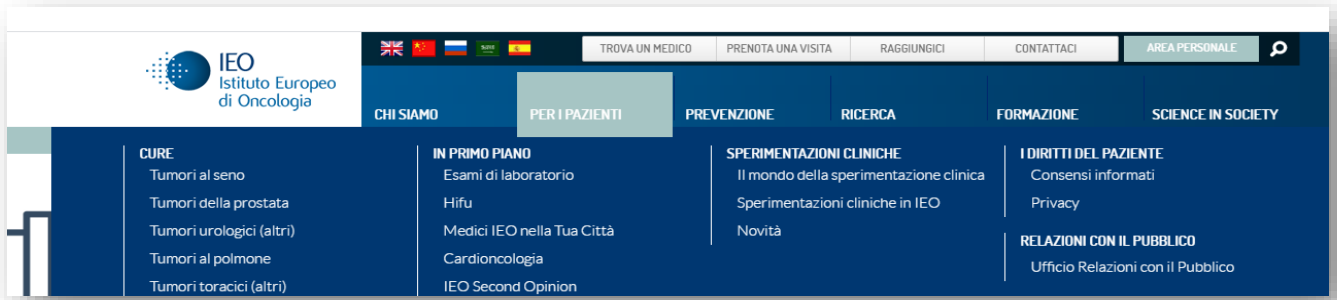 IEO
Istituto Europeo
di Oncologia
TROVA UN MEDICO
PRENOTA UNA VISITA
RAGGIUNGICI
CONTATTACI
AREA PERSONALE
CHI SIAMO
PER I PAZIENTI
PREVENZIONE
RICERCA
FORMAZIONE
SCIENCE IN SOCIETY
CURE
Tumori al seno
Tumori della prostata
Tumori urologici (altri)
Tumori al polmone
Tumori toracici (altri)
IN PRIMO PIANO
Esami di laboratorio
Hifu
Medici IEO nella Tua Città
Cardioncologia
IEO Second Opinion
SPERIMENTAZIONI CLINICHE
Il mondo della sperimentazione clinica
Sperimentazioni cliniche in IEO
Novità
I DIRITTI DEL PAZIENTE
Consensi informati
Privacy
RELAZIONI CON IL PUBBLICO
Ufficio Relazioni con il Pubblico